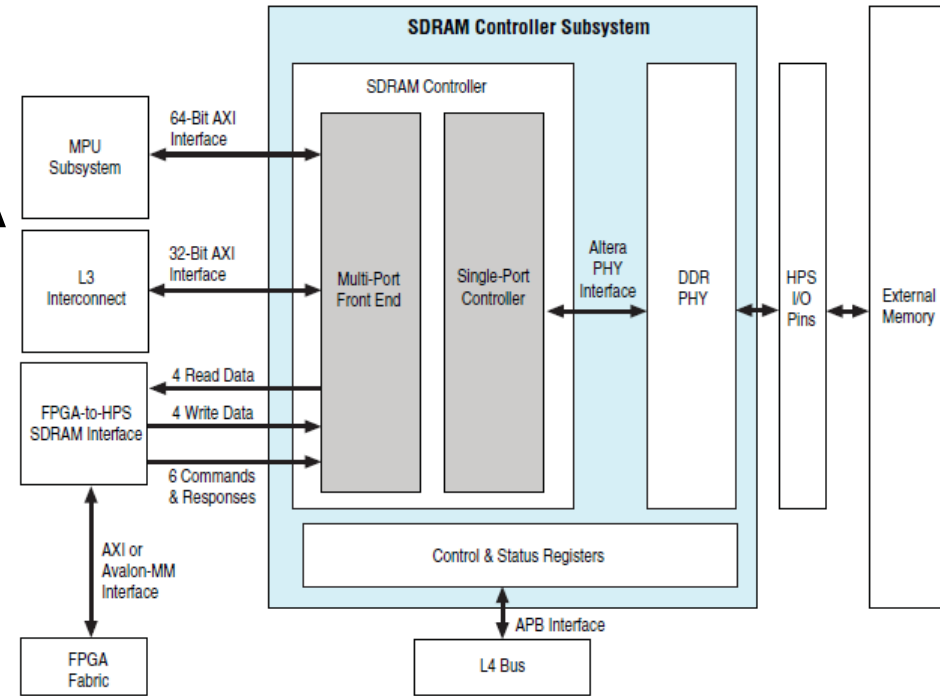 SDRAM Controller Subsystem
SDRAM Controller
64-Bit AXI
Interface
MPU
Subsystem
32-Bit AXI
Interface
L3
Interconnect
Multi-Port
Front End
Single-Port
Controller
Altera
PHY
Interface
DDR
PHY
HPS
I/O
Pins
External
Memory
4 Read Data
FPGA-to-HPS
SDRAM Interface
4 Write Data
6 Commands
& Responses
AXI or
Avalon-MM
Interface
Control & Status Registers
APB Interface
FPGA
Fabric
L4 Bus